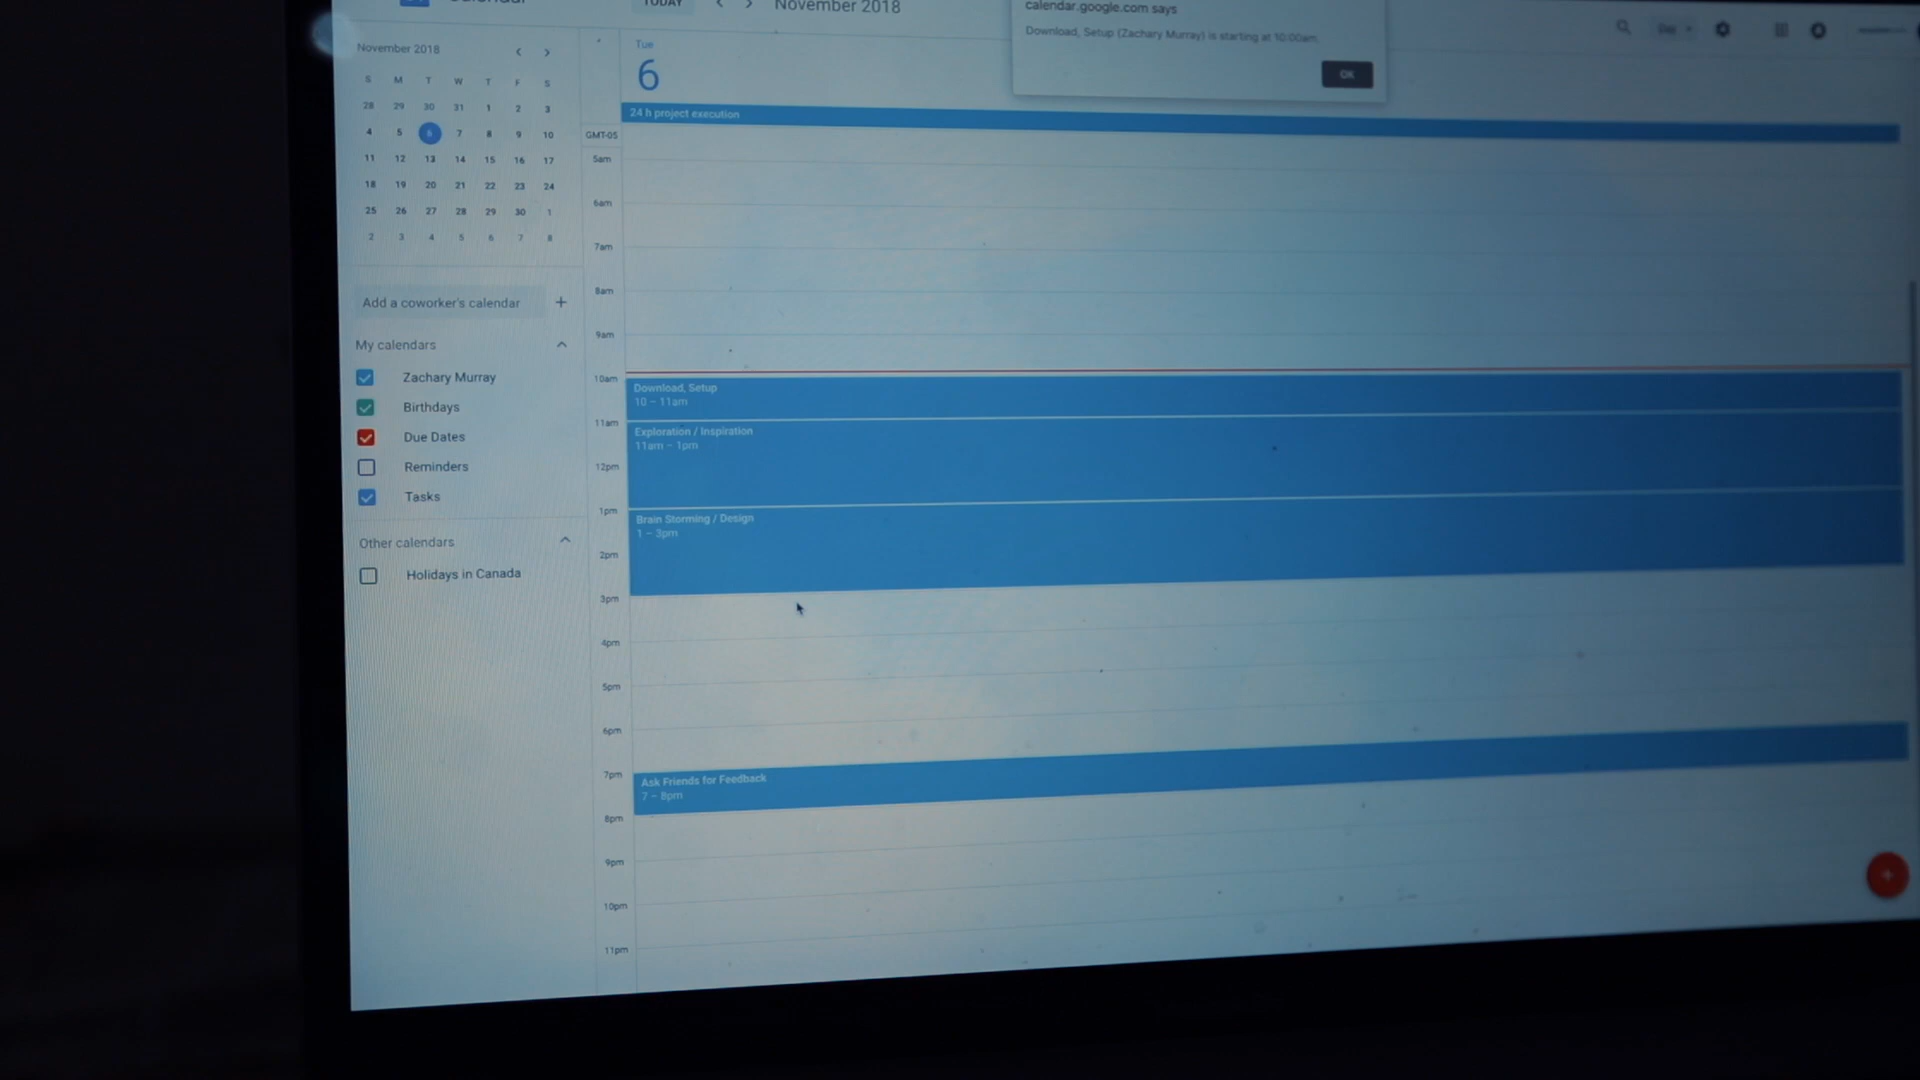 TODAY
November 2018
calendar.google.com says
Download, Setup (Zachary Murray) is starting at 10:00am.
OK
November 2018
S M T W T F S
28 29 30 31 1 2 3
4 5 6 7 8 9 10
11 12 13 14 15 16 17
18 19 20 21 22 23 24
25 26 27 28 29 30 1
2 3 4 5 6 7 8
Add a coworker's calendar
My calendars
Zachary Murray
Birthdays
Due Dates
Reminders
Tasks
Other calendars
Holidays in Canada
Tue
6
24 h project execution
GMT-05
5am
6am
7am
8am
9am
10am
Download, Setup
10 – 11am
11am
Exploration / Inspiration
11am – 1pm
12pm
1pm
Brain Storming / Design
1 – 3pm
2pm
3pm
4pm
5pm
6pm
7pm
Ask Friends for Feedback
7 – 8pm
8pm
9pm
10pm
11pm